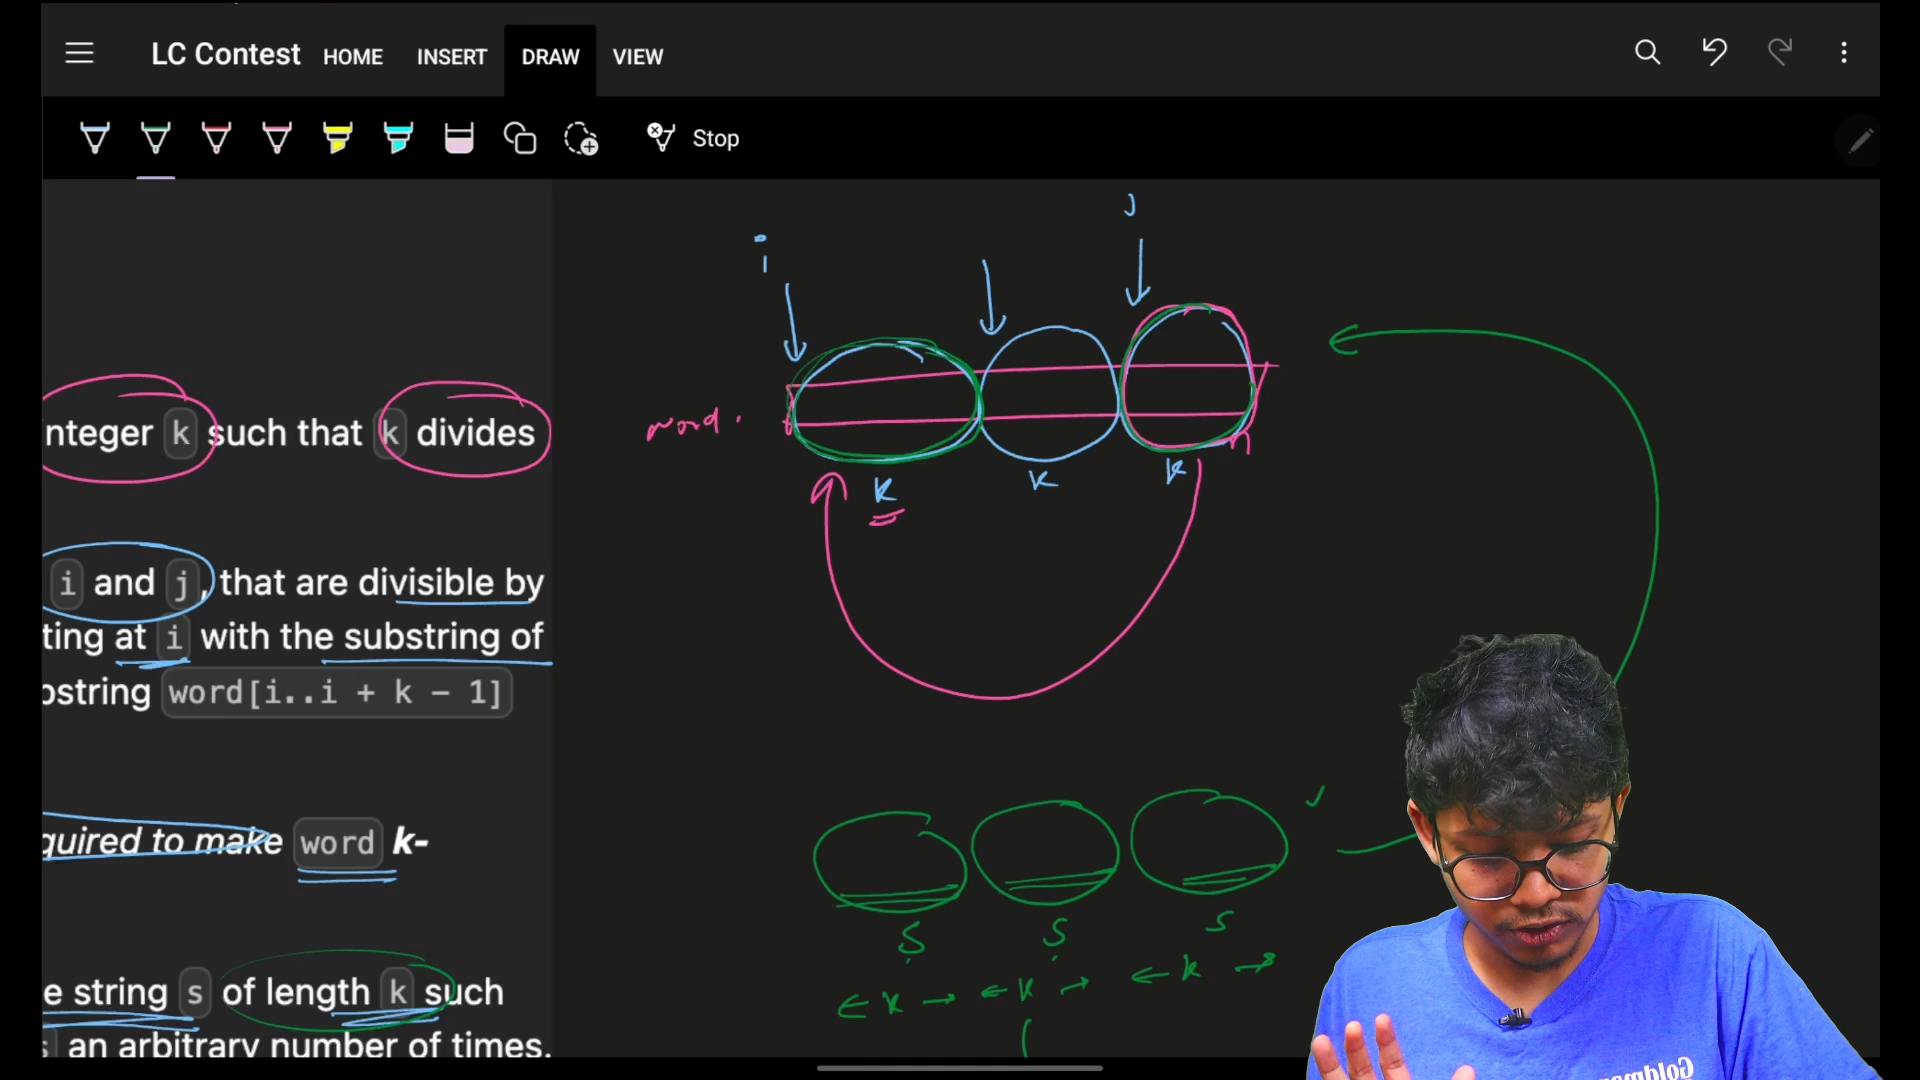 LC Contest HOME INSERT DRAW VIEW
Stop
j
i
nteger k such that k divides
word.
n
k k k
i and j, that are divisible by
ting at i with the substring of
bstring word[i..i + k - 1]
quired to make word k-
s s s
e string s of length k such
← k → ← k → ← k →
s an arbitrary number of times.